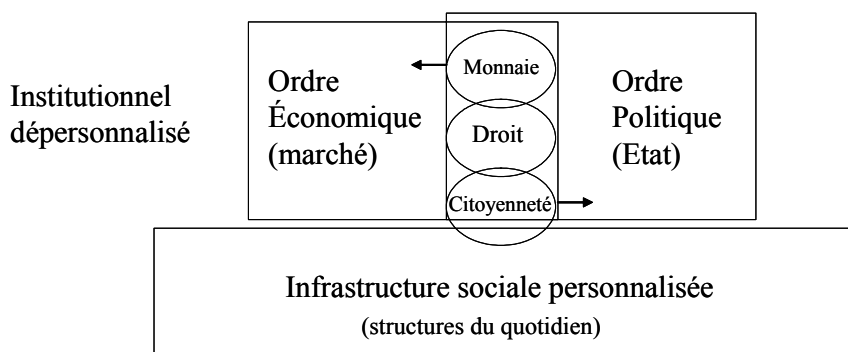 Institutionnel
dépersonnalisé
Ordre
Économique
(marché)
Monnaie
Droit
Citoyenneté
Ordre
Politique
(Etat)
Infrastructure sociale personnalisée
(structures du quotidien)